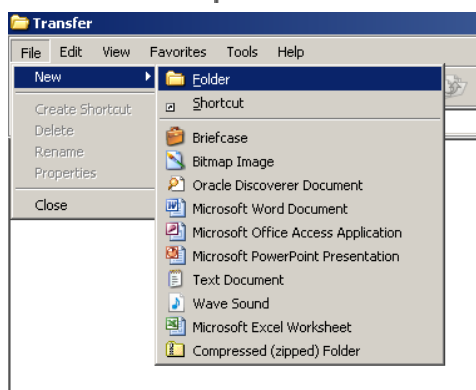 Transfer
File Edit View Favorites Tools Help
New
Folder
Shortcut
Create Shortcut
Delete
Rename
Properties
Close
Briefcase
Bitmap Image
Oracle Discoverer Document
Microsoft Word Document
Microsoft Office Access Application
Microsoft PowerPoint Presentation
Text Document
Wave Sound
Microsoft Excel Worksheet
Compressed (zipped) Folder